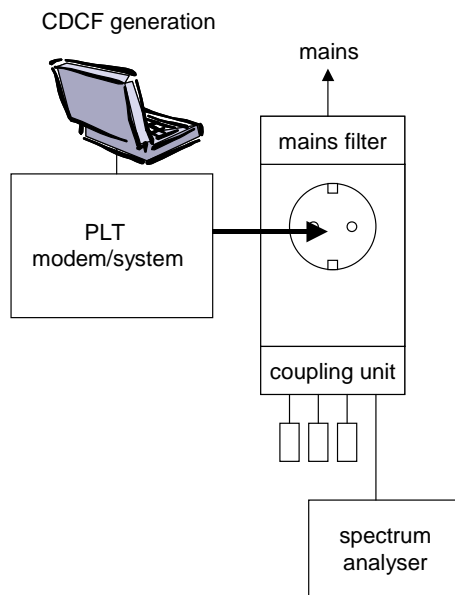 CDCF generation
mains
mains filter
PLT
modem/system
coupling unit
spectrum
analyser